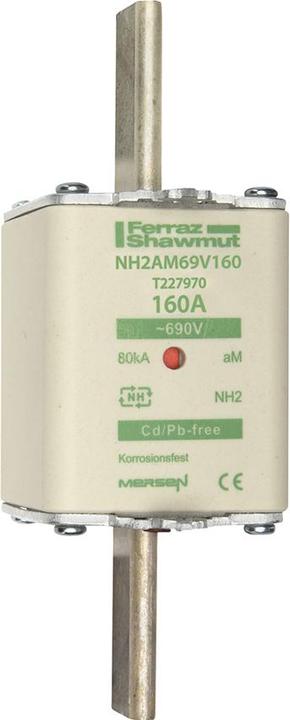 Ferraz
Shawmut
NH2AM69V160
T227970
160A
~690V
80kA aM
NH NH2
Cd/Pb-free
Korrosionsfest
MERSEN CE